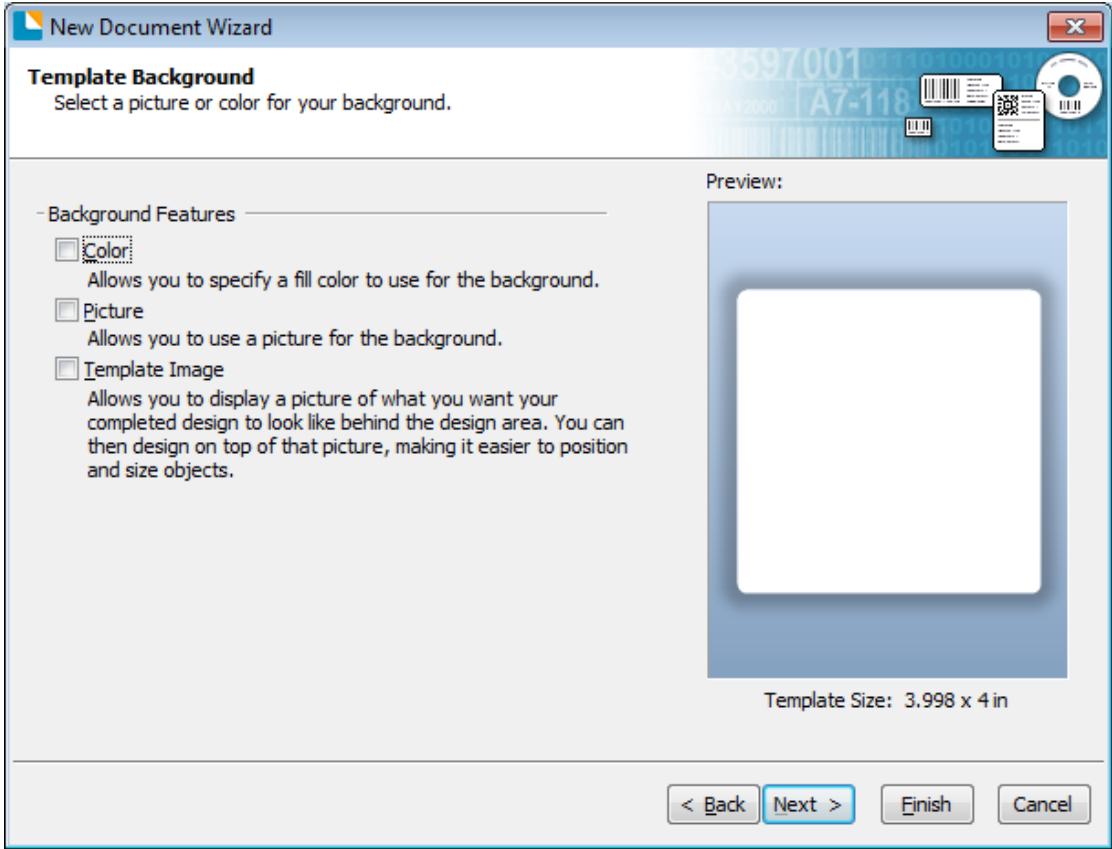 New Document Wizard
Template Background
Select a picture or color for your background.
3597001
A7-118
Preview:
Background Features
Color
Allows you to specify a fill color to use for the background.
Picture
Allows you to use a picture for the background.
Template Image
Allows you to display a picture of what you want your
completed design to look like behind the design area. You can
then design on top of that picture, making it easier to position
and size objects.
Template Size: 3.998 x 4 in
< Back
Next >
Finish
Cancel